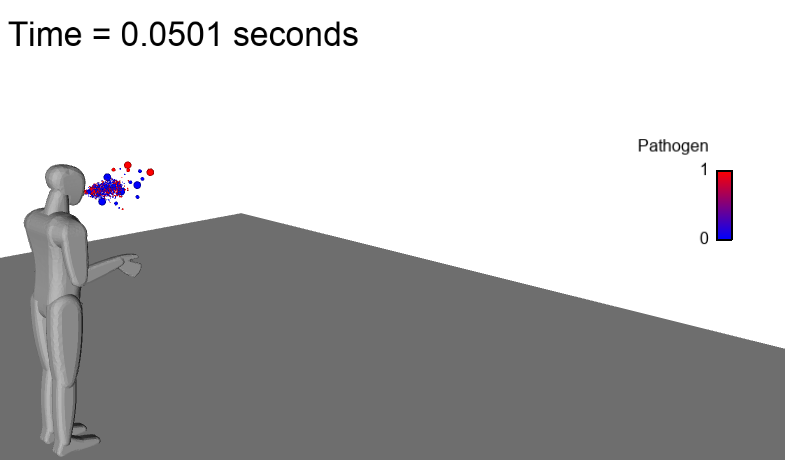 Time = 0.0501 seconds
Pathogen
1
0